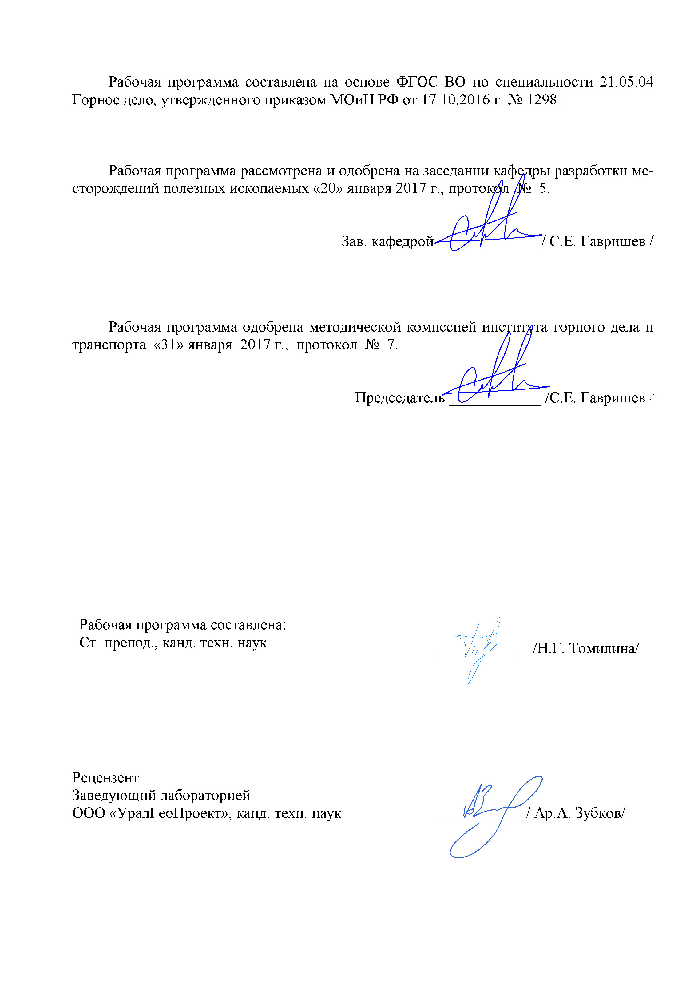 Рабочая программа составлена на основе ФГОС ВО по специальности 21.05.04
Горное дело, утвержденного приказом МОиН РФ от 17.10.2016 г. № 1298.
Рабочая программа рассмотрена и одобрена на заседании кафедры разработки ме-
сторождений полезных ископаемых «20» января 2017 г., протокол № 5.
Зав. кафедрой / С.Е. Гавришев /
Рабочая программа одобрена методической комиссией института горного дела и
транспорта «31» января 2017 г., протокол № 7.
Председатель /С.Е. Гавришев /
Рабочая программа составлена:
Ст. препод., канд. техн. наук
/Н.Г. Томилина/
Рецензент:
Заведующий лабораторией
ООО «УралГеоПроект», канд. техн. наук / Ар.А. Зубков/